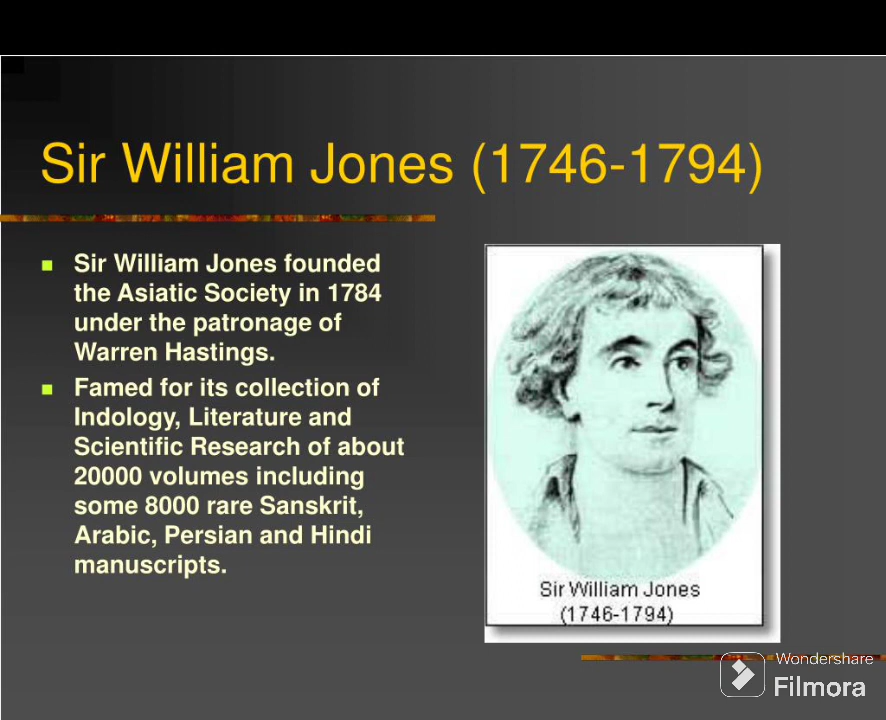 Sir William Jones (1746-1794)
Sir William Jones founded
the Asiatic Society in 1784
under the patronage of
Warren Hastings.
Famed for its collection of
Indology, Literature and
Scientific Research of about
20000 volumes including
some 8000 rare Sanskrit,
Arabic, Persian and Hindi
manuscripts.
Sir William Jones
(1746-1794)
Wondershare
Filmora